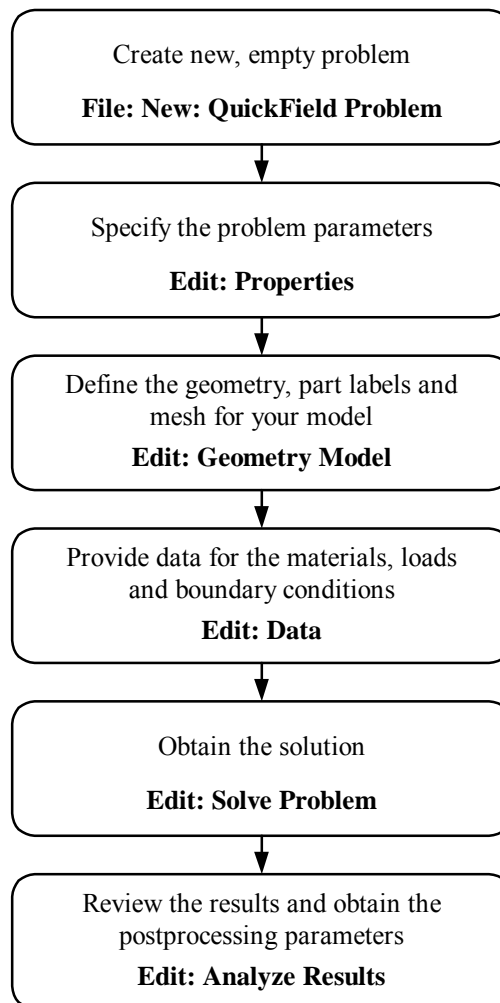 Create new, empty problem
File: New: QuickField Problem
Specify the problem parameters
Edit: Properties
Define the geometry, part labels and
mesh for your model
Edit: Geometry Model
Provide data for the materials, loads
and boundary conditions
Edit: Data
Obtain the solution
Edit: Solve Problem
Review the results and obtain the
postprocessing parameters
Edit: Analyze Results